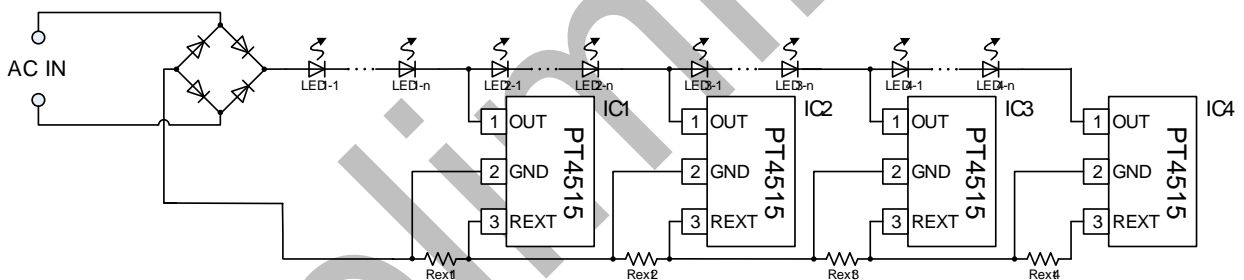 AC IN
LED1-1
LED1-n
LED2-1
LED2-n
LED3-1
LED3-n
LED4-1
LED4-n
IC1
IC2
IC3
IC4
1 OUT
2 GND
3 REXT
PT4515
1 OUT
2 GND
3 REXT
PT4515
1 OUT
2 GND
3 REXT
PT4515
1 OUT
2 GND
3 REXT
PT4515
Rext1
Rext2
Rext3
Rext4